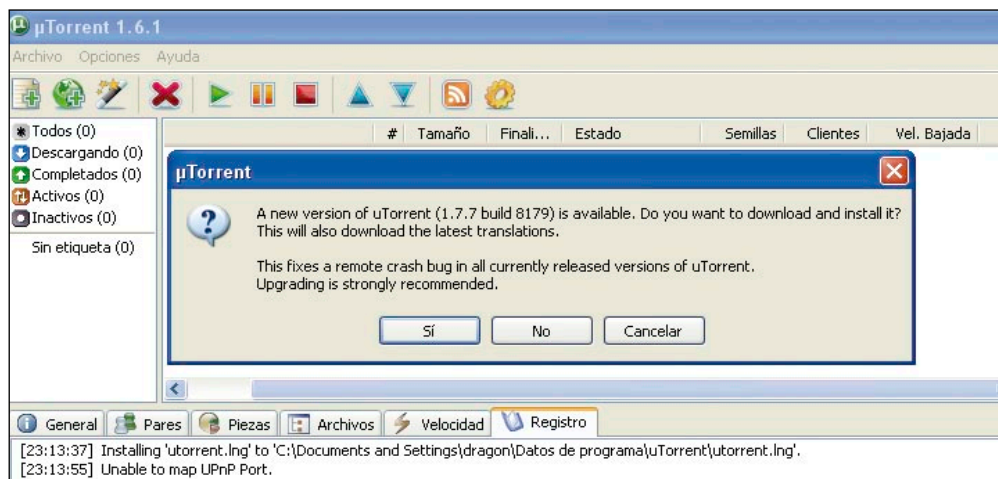 µTorrent 1.6.1
Archivo Opciones Ayuda
# Tamaño Finali... Estado Semillas Clientes Vel. Bajada
Todos (0)
Descargando (0)
Completados (0)
Activos (0)
Inactivos (0)
Sin etiqueta (0)
µTorrent
A new version of uTorrent (1.7.7 build 8179) is available. Do you want to download and install it?
This will also download the latest translations.
This fixes a remote crash bug in all currently released versions of uTorrent.
Upgrading is strongly recommended.
Sí No Cancelar
General Pares Piezas Archivos Velocidad Registro
[23:13:37] Installing 'utorrent.lng' to 'C:\Documents and Settings\dragon\Datos de programa\uTorrent\utorrent.lng'.
[23:13:55] Unable to map UPnP Port.